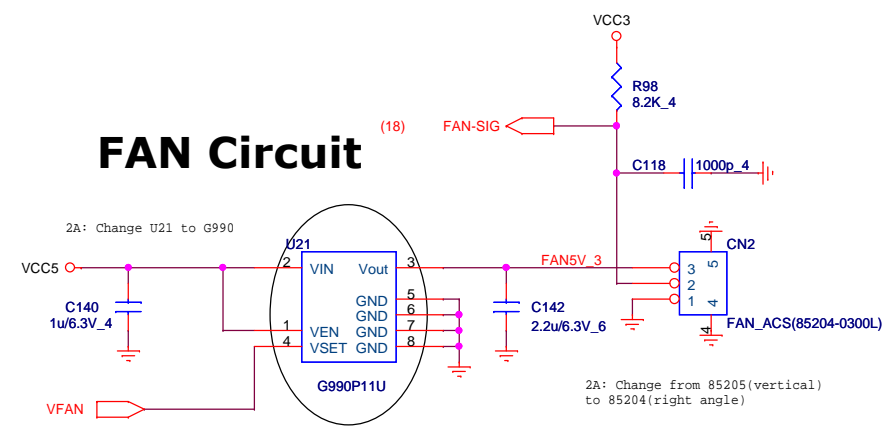 VCC3
R98
8.2K_4
(18) FAN-SIG
FAN Circuit
C118 1000p_4
2A: Change U21 to G990
U21
5
CN2
VCC5
2 VIN Vout 3
FAN5V_3
3 5
2
1 4
C140
1u/6.3V_4
GND 5
GND 6
1 VEN GND 7
4 VSET GND 8
C142
2.2u/6.3V_6
FAN_ACS(85204-0300L)
4
G990P11U
2A: Change from 85205(vertical)
to 85204(right angle)
VFAN